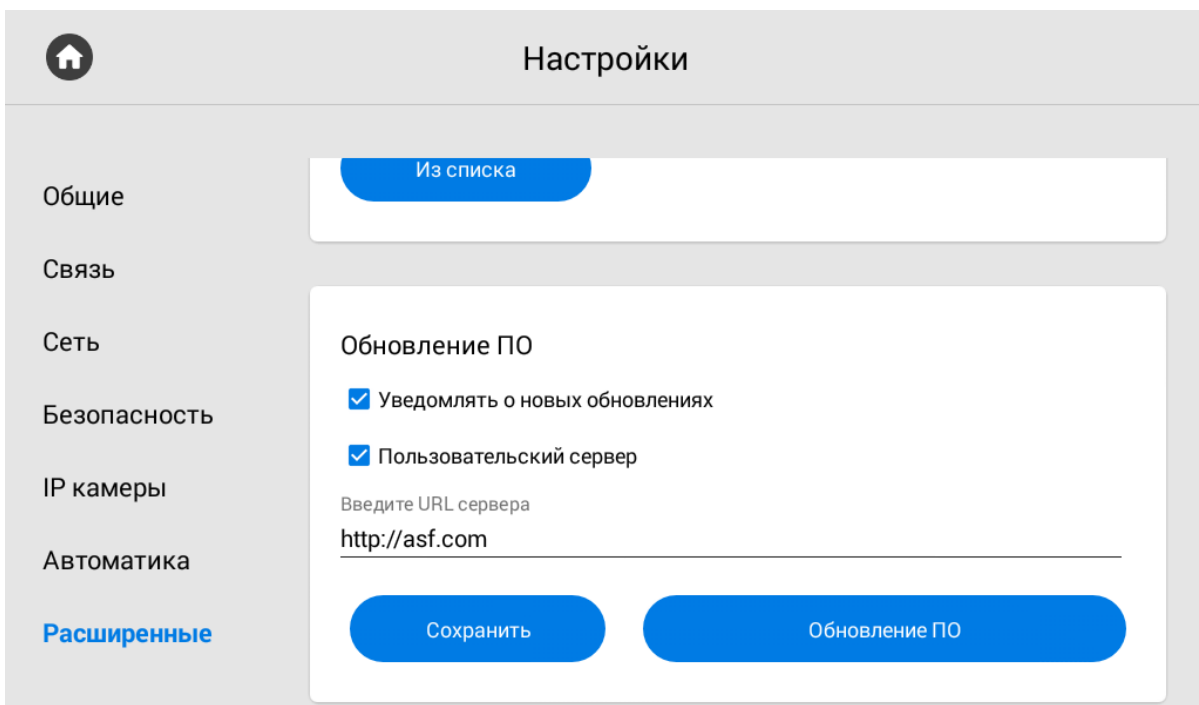 Настройки
Общие
Связь
Сеть
Безопасность
IP камеры
Автоматика
Расширенные
Из списка
Обновление ПО
Уведомлять о новых обновлениях
Пользовательский сервер
Введите URL сервера
http://asf.com
Сохранить
Обновление ПО